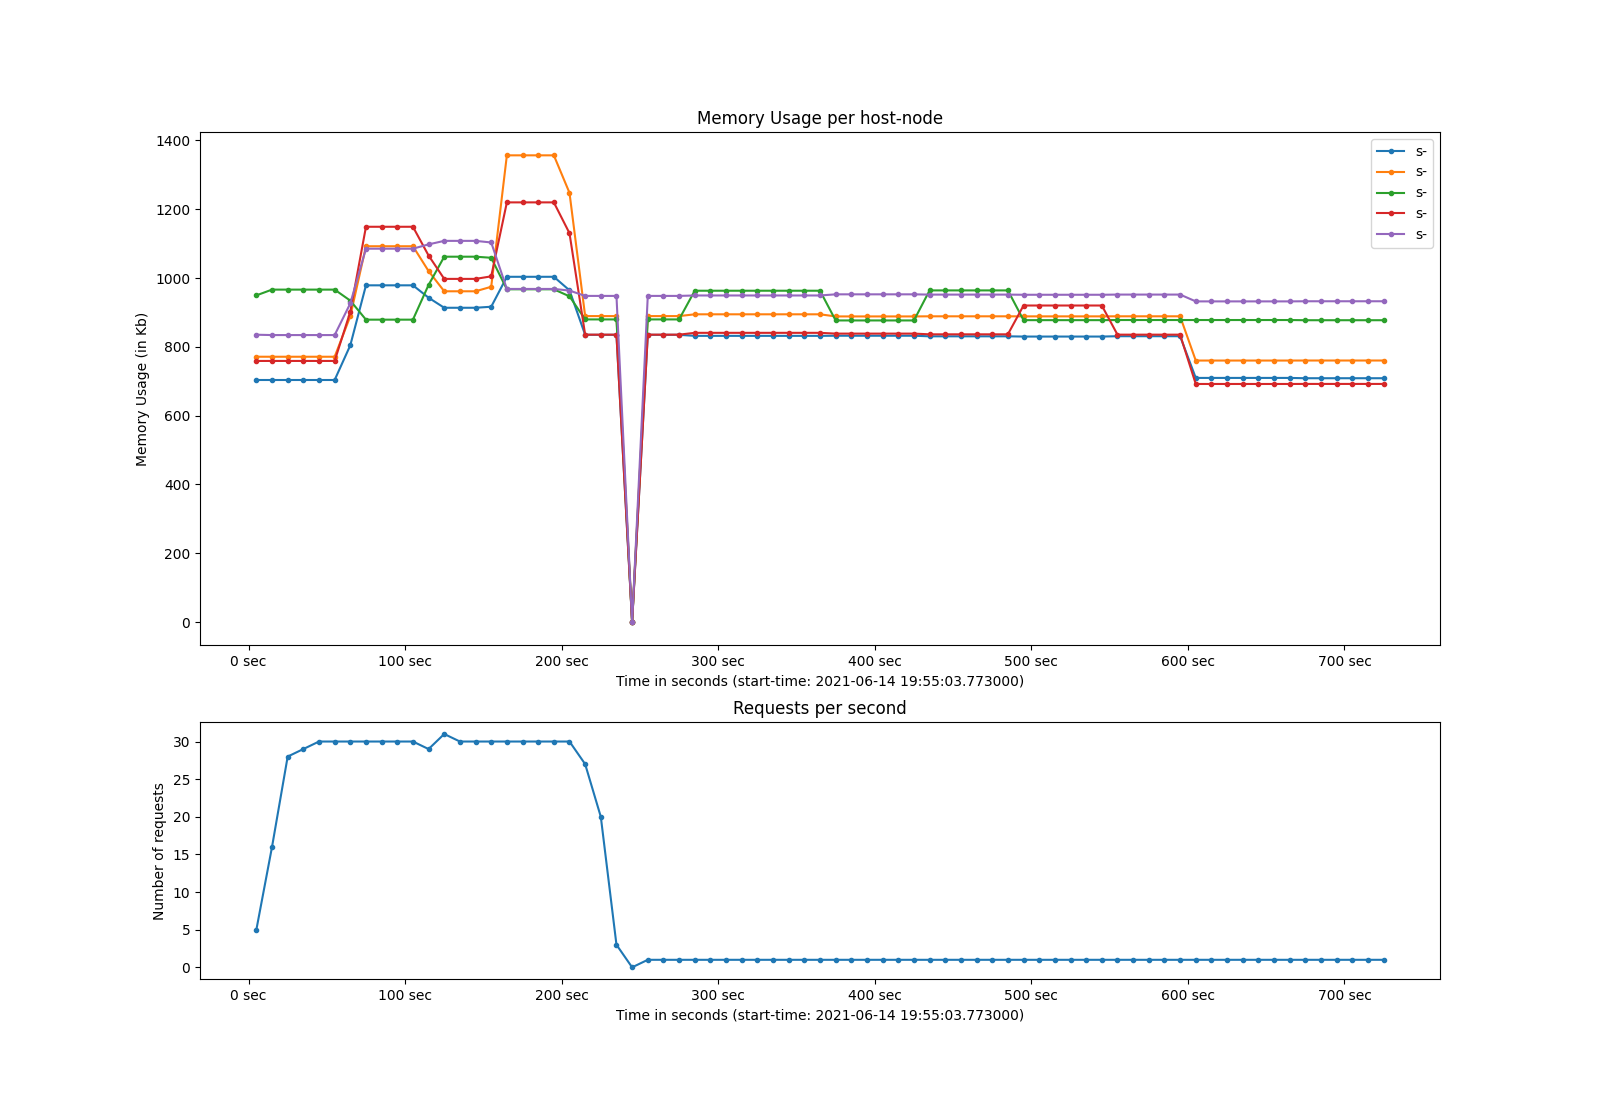 Memory Usage per host-node
1400
1200
1000
800
600
400
200
0
Memory Usage (in Kb)
s-
s-
s-
s-
s-
0 sec 100 sec 200 sec 300 sec 400 sec 500 sec 600 sec 700 sec
Time in seconds (start-time: 2021-06-14 19:55:03.773000)
Requests per second
30
25
20
15
10
5
0
Number of requests
0 sec 100 sec 200 sec 300 sec 400 sec 500 sec 600 sec 700 sec
Time in seconds (start-time: 2021-06-14 19:55:03.773000)